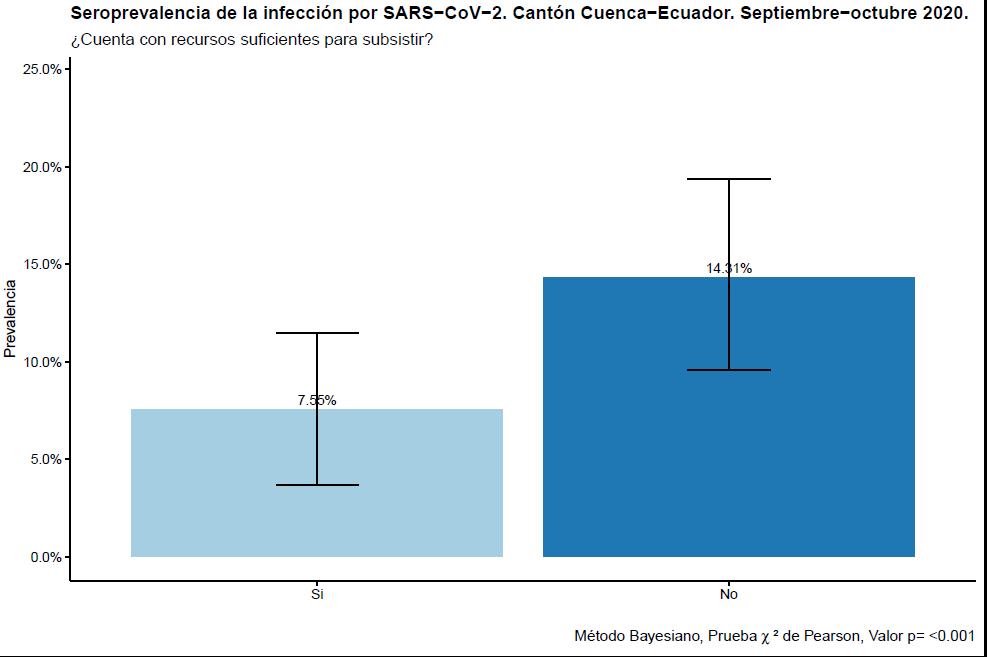 Seroprevalencia de la infección por SARS−CoV−2. Cantón Cuenca−Ecuador. Septiembre−octubre 2020.
¿Cuenta con recursos suficientes para subsistir?
25.0%
20.0%
15.0%
10.0%
5.0%
0.0%
Prevalencia
7.55%
14.31%
Si
No
Método Bayesiano, Prueba χ ² de Pearson, Valor p= <0.001